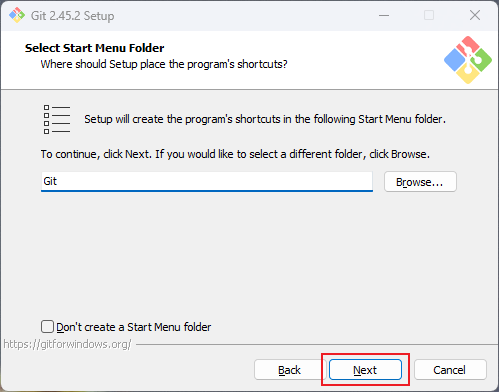 Git 2.45.2 Setup
Select Start Menu Folder
Where should Setup place the program's shortcuts?
Setup will create the program's shortcuts in the following Start Menu folder.
To continue, click Next. If you would like to select a different folder, click Browse.
Git
Browse...
Don't create a Start Menu folder
https://gitforwindows.org/
Back
Next
Cancel